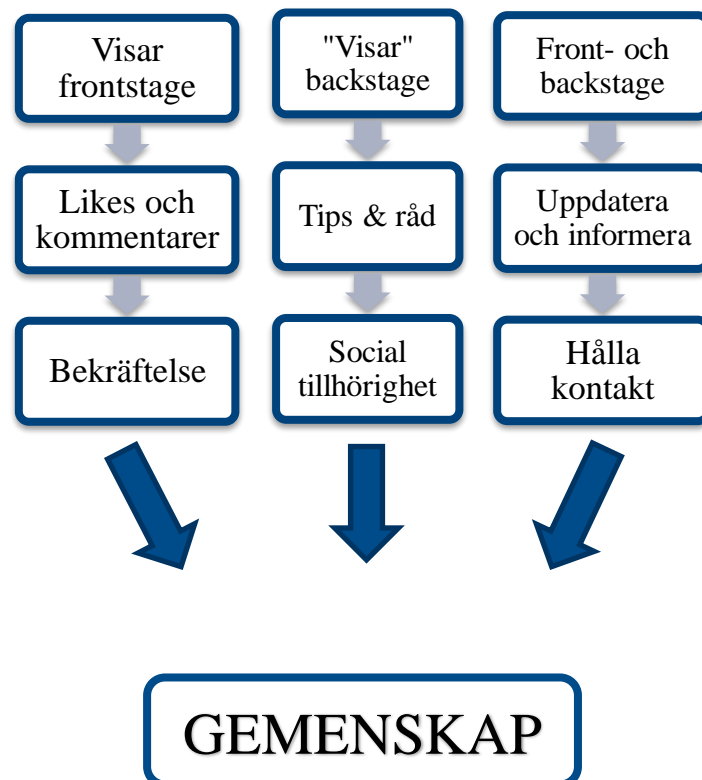 Visar
frontstage
"Visar"
backstage
Front- och
backstage
Likes och
kommentarer
Tips & råd
Uppdatera
och informera
Bekräftelse
Social
tillhörighet
Hålla
kontakt
GEMENSKAP